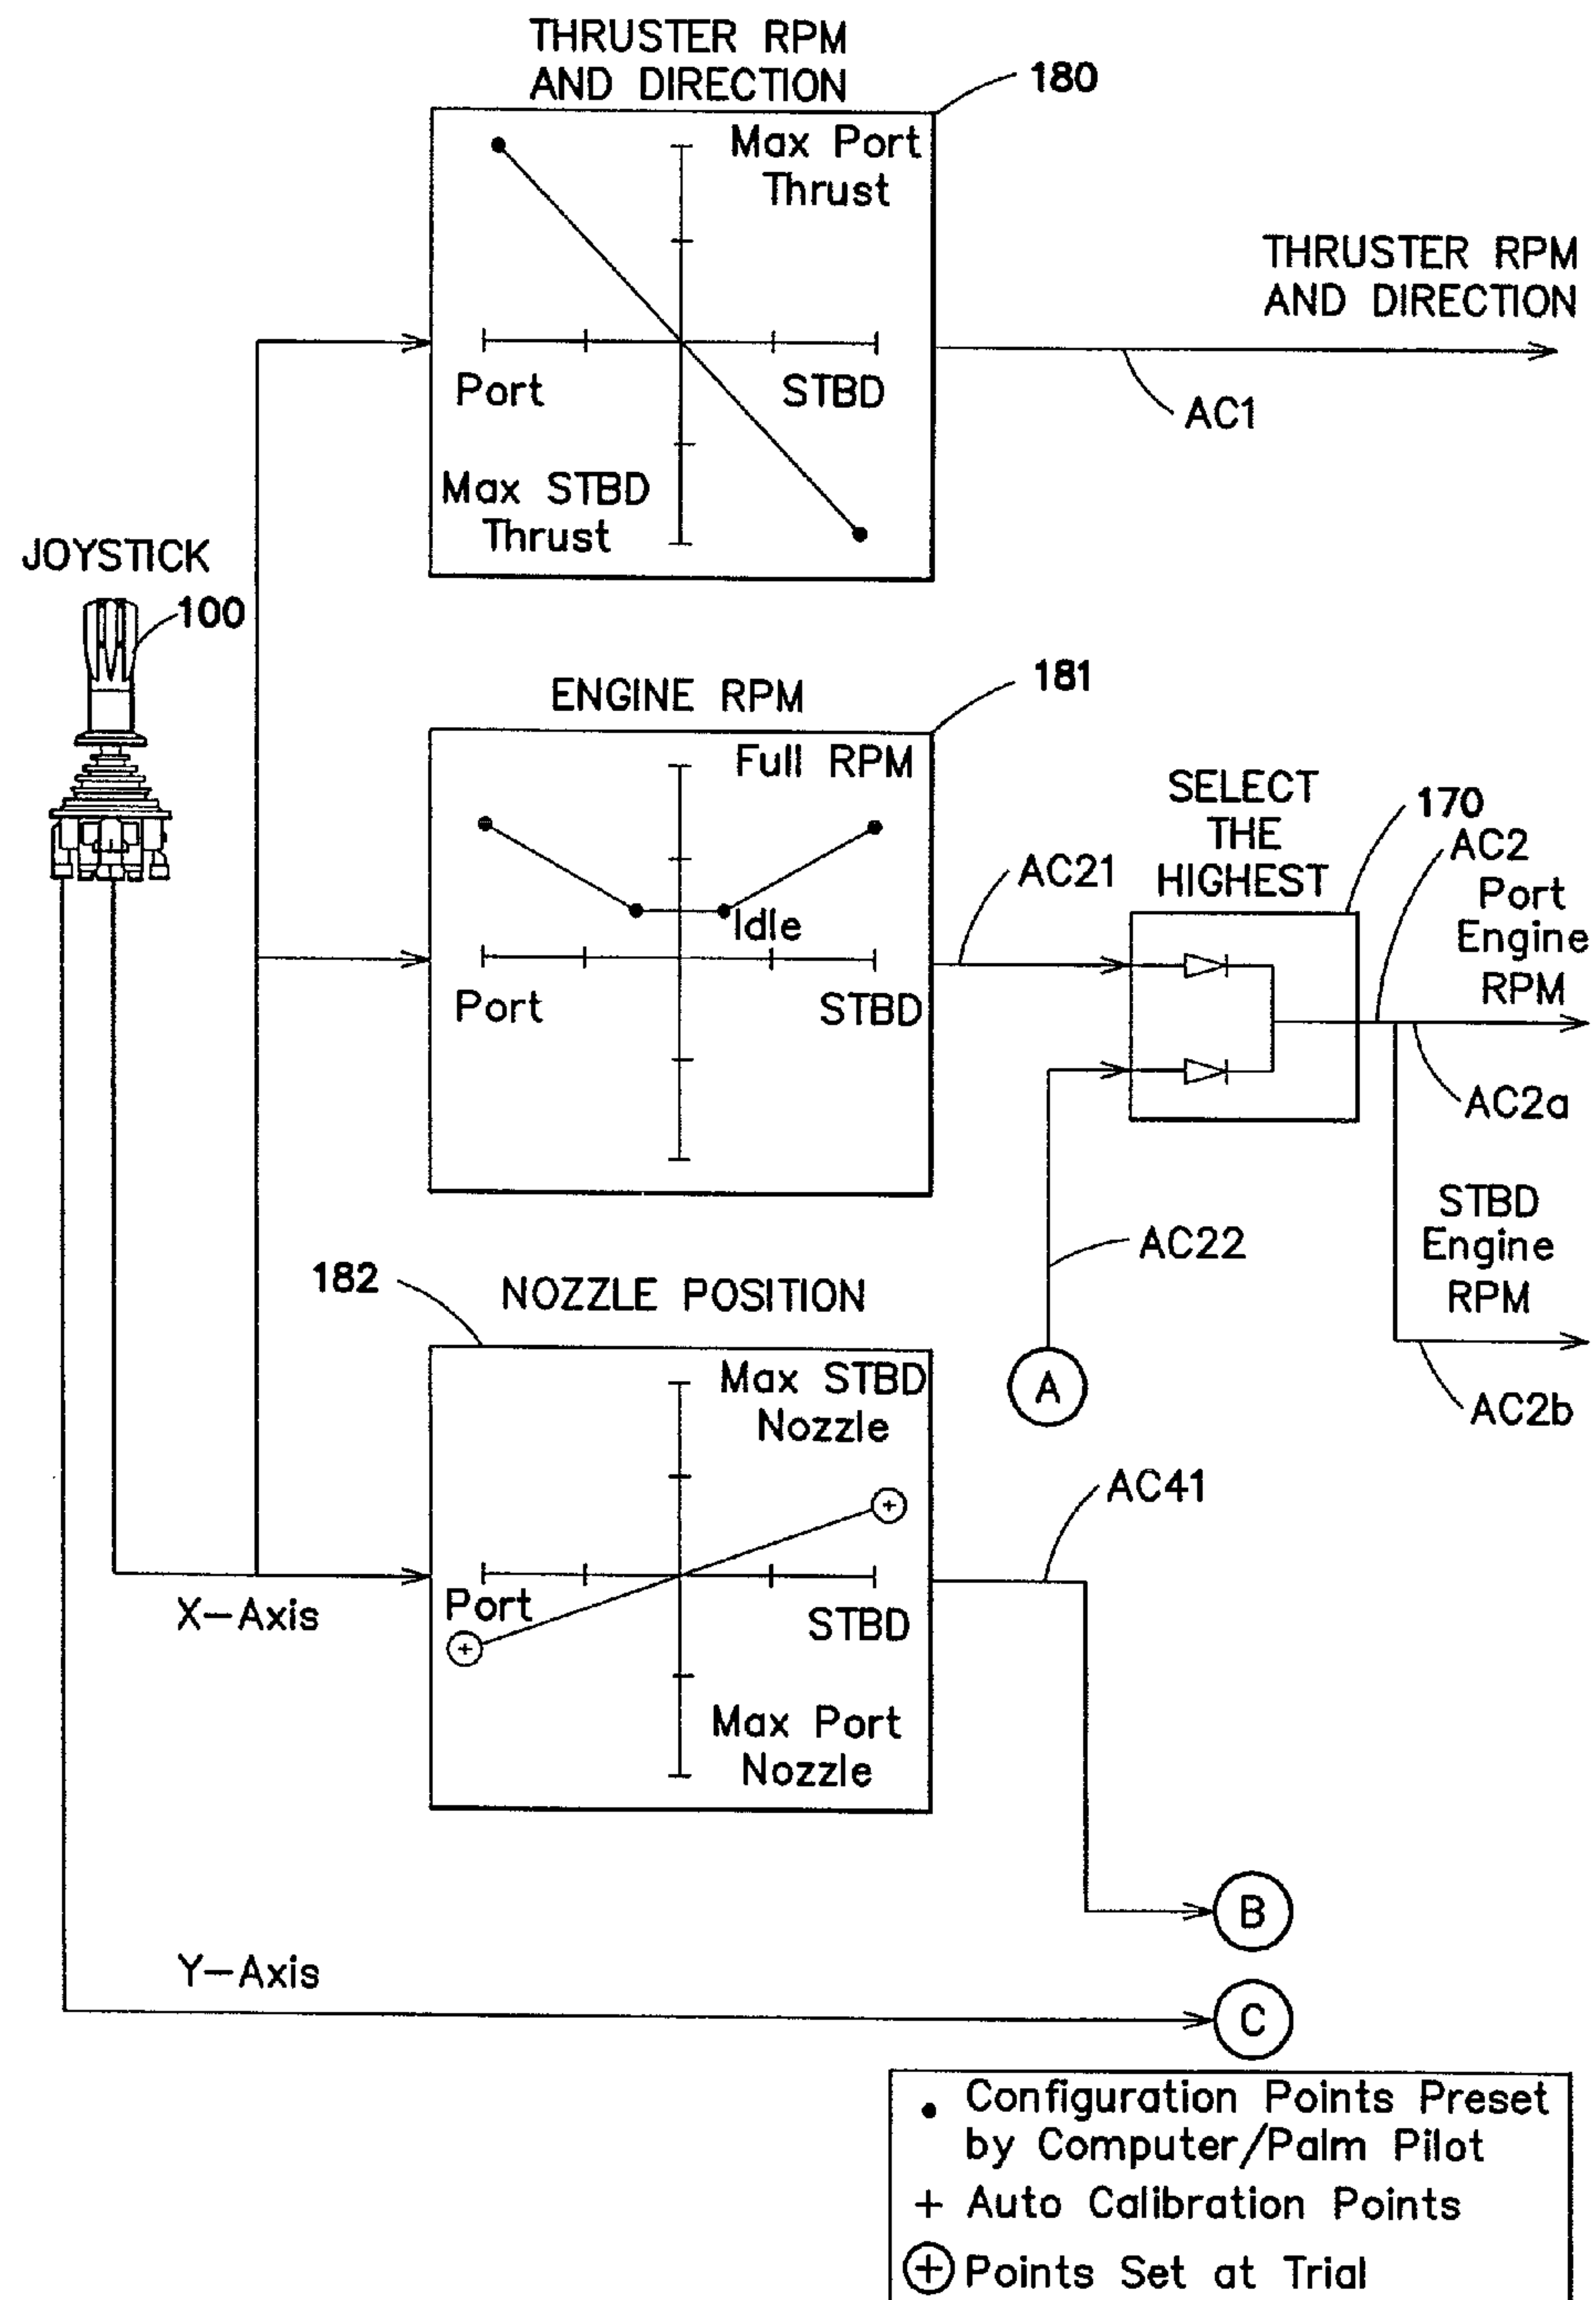 THRUSTER RPM
AND DIRECTION
180
Max Port
Thrust
Port
STBD
Max STBD
Thrust
THRUSTER RPM
AND DIRECTION
AC1
JOYSTICK
100
ENGINE RPM
181
Full RPM
Idle
Port
STBD
AC21
SELECT
THE
HIGHEST
170
AC2
Port
Engine
RPM
AC2a
STBD
Engine
RPM
AC2b
AC22
A
182
NOZZLE POSITION
Max STBD
Nozzle
Port
STBD
Max Port
Nozzle
AC41
X-Axis
B
Y-Axis
C
Configuration Points Preset
by Computer/Palm Pilot
+ Auto Calibration Points
+ Points Set at Trial